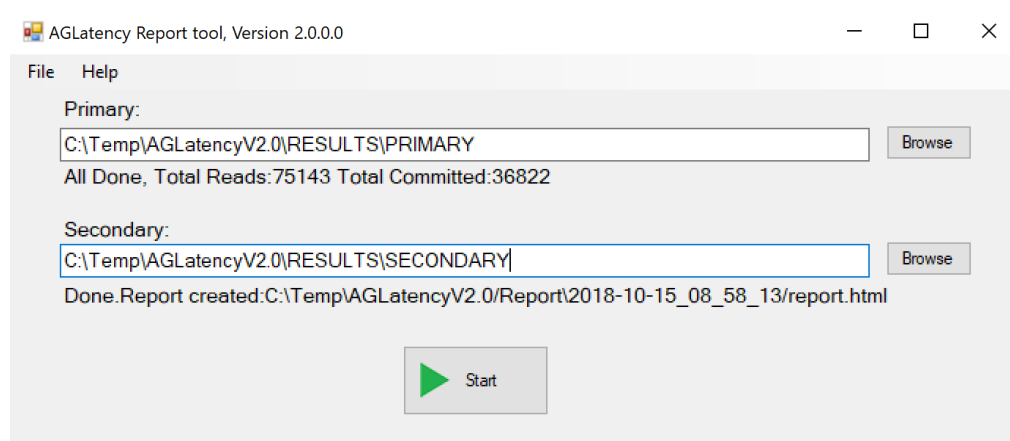 AGLatency Report tool, Version 2.0.0.0
File Help
Primary:
C:\Temp\AGLatencyV2.0\RESULTS\PRIMARY
Browse
All Done, Total Reads:75143 Total Committed:36822
Secondary:
C:\Temp\AGLatencyV2.0\RESULTS\SECONDARY
Browse
Done.Report created:C:\Temp\AGLatencyV2.0/Report\2018-10-15_08_58_13/report.html
Start